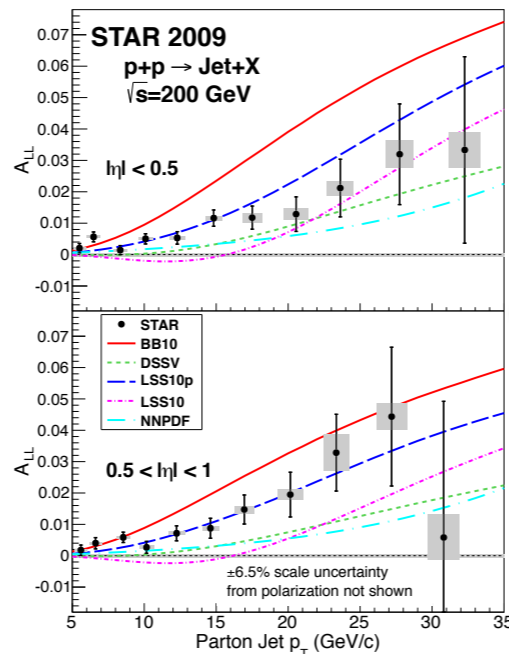 STAR 2009
p+p → Jet+X
√s=200 GeV
|η| < 0.5
A_LL
0.07
0.06
0.05
0.04
0.03
0.02
0.01
0
-0.01
STAR
BB10
DSSV
LSS10p
LSS10
NNPDF
0.5 < |η| < 1
A_LL
0.07
0.06
0.05
0.04
0.03
0.02
0.01
0
-0.01
±6.5% scale uncertainty
from polarization not shown
5 10 15 20 25 30 35
Parton Jet p_T (GeV/c)